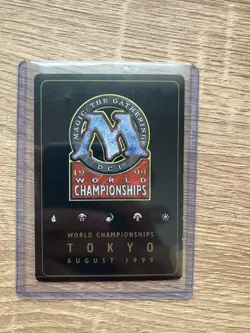 MAGIC: THE GATHERING
M
DCI
1999
WORLD
CHAMPIONSHIPS
WORLD CHAMPIONSHIPS
TOKYO
AUGUST 1999